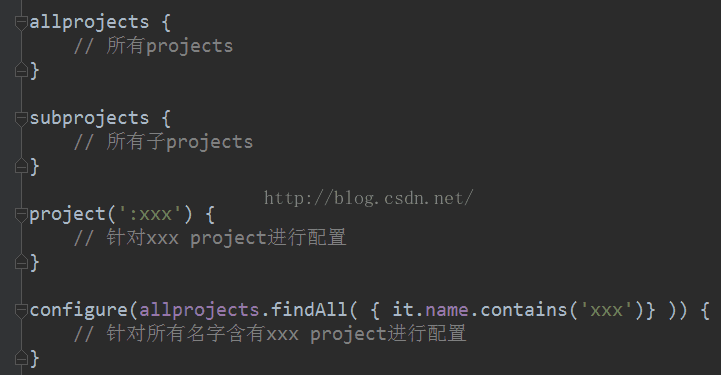 allprojects {
    // 所有projects
}
subprojects {
    // 所有子projects
}
http://blog.csdn.net/
project(':xxx') {
    // 针对xxx project进行配置
}
configure(allprojects.findAll( { it.name.contains('xxx')} )) {
    // 针对所有名字含有xxx project进行配置
}